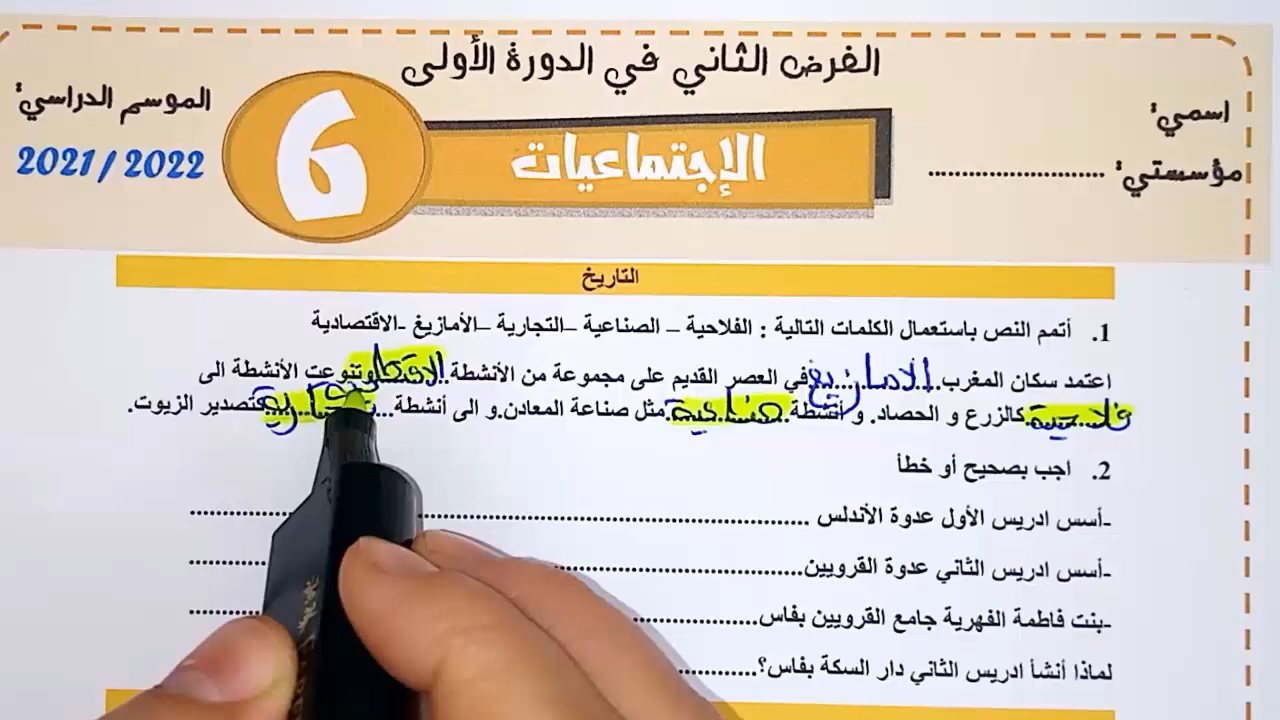 الفرض الثاني في الدورة الأولى
اسمي:
الموسم الدراسي:
6
الإجتماعيات
مؤسستي: ..........................
2021 / 2022
التاريخ
1. أتمم النص باستعمال الكلمات التالية : الفلاحية – الصناعية –التجارية –الأمازيغ -الاقتصادية
اعتمد سكان المغرب..الامازيغ..في العصر القديم على مجموعة من الأنشطة..وتنوعت الأنشطة الى
فلاحية..كالزرع و الحصاد. و أنشطة..صناعية..مثل صناعة المعادن.و الى أنشطة...تجارية..كتصدير الزيوت.
2. اجب بصحيح أو خطأ
-أسس ادريس الأول عدوة الأندلس ..........................
-أسس ادريس الثاني عدوة القرويين..........................
-بنت فاطمة الفهرية جامع القرويين بفاس..........................
لماذا أنشأ ادريس الثاني دار السكة بفاس؟............